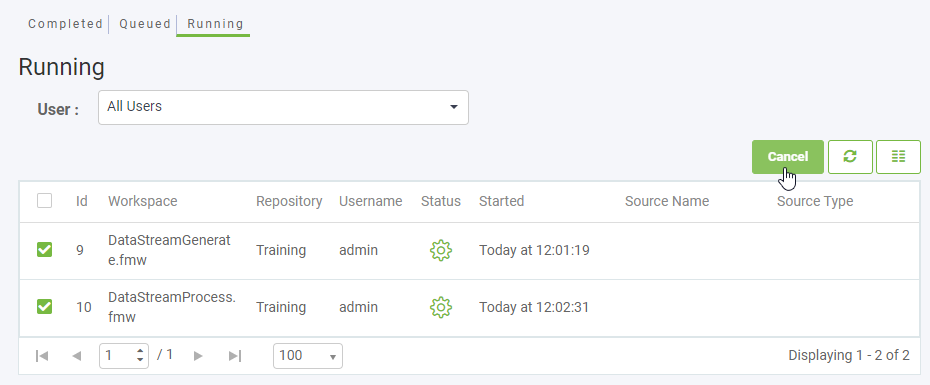 Completed Queued Running
Running
User : All Users
Cancel
Id Workspace Repository Username Status Started Source Name Source Type
9 DataStreamGenerat
e.fmw Training admin Today at 12:01:19
10 DataStreamProcess.
fmw Training admin Today at 12:02:31
1 / 1 100 Displaying 1 - 2 of 2